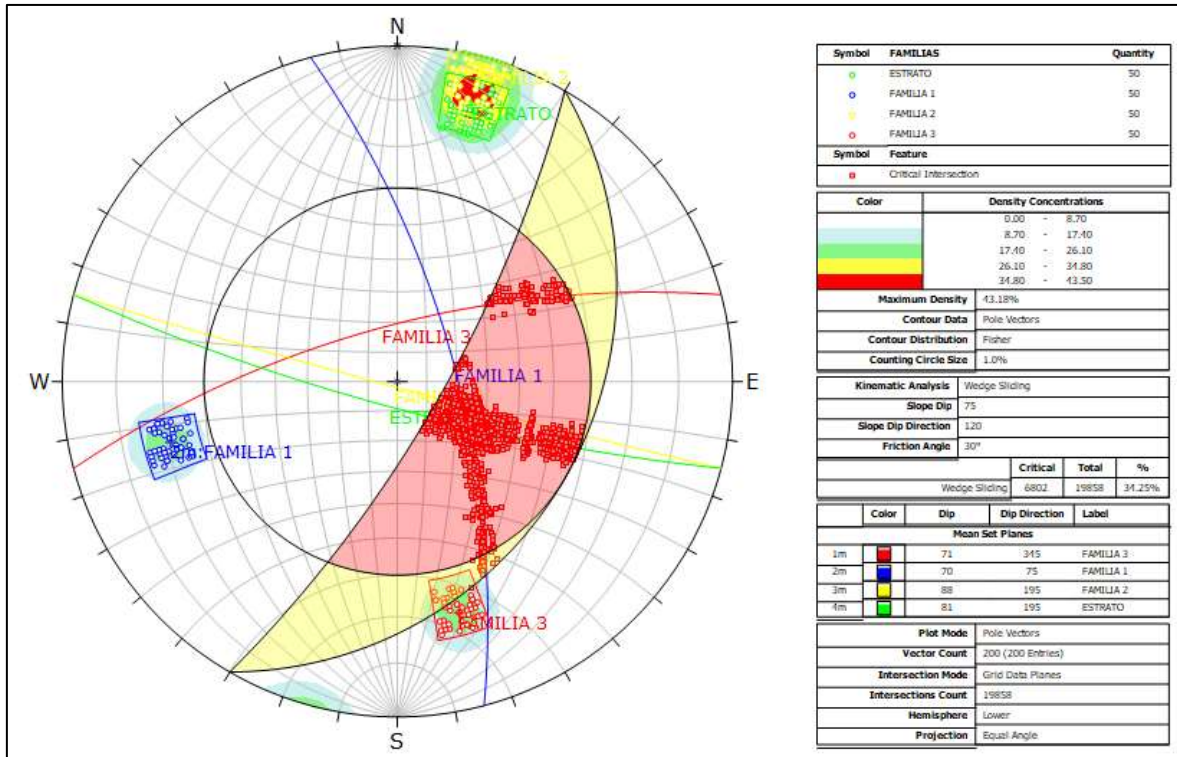 N
W
E
S
ESTRATO
FAMILIA 3
FAMILIA 1
FAMILIA 1
FAMILIA 3
Symbol FAMILIAS Quantity
ESTRATO 50
FAMILIA 1 50
FAMILIA 2 50
FAMILIA 3 50
Symbol Feature
Critical Intersection
Color Density Concentrations
0.00 - 8.70
8.70 - 17.40
17.40 - 26.10
26.10 - 34.80
34.80 - 43.50
Maximum Density 43.18%
Contour Data Pole Vectors
Contour Distribution Fisher
Counting Circle Size 1.0%
Kinematic Analysis Wedge Sliding
Slope Dip 75
Slope Dip Direction 120
Friction Angle 30°
Critical Total %
Wedge Sliding 6802 19858 34.25%
Color Dip Dip Direction Label
Mean Set Planes
1m 71 345 FAMILIA 3
2m 70 75 FAMILIA 1
3m 88 195 FAMILIA 2
4m 81 195 ESTRATO
Plot Mode Pole Vectors
Vector Count 200 (200 Entries)
Intersection Mode Grid Data Planes
Intersections Count 19858
Hemisphere Lower
Projection Equal Angle